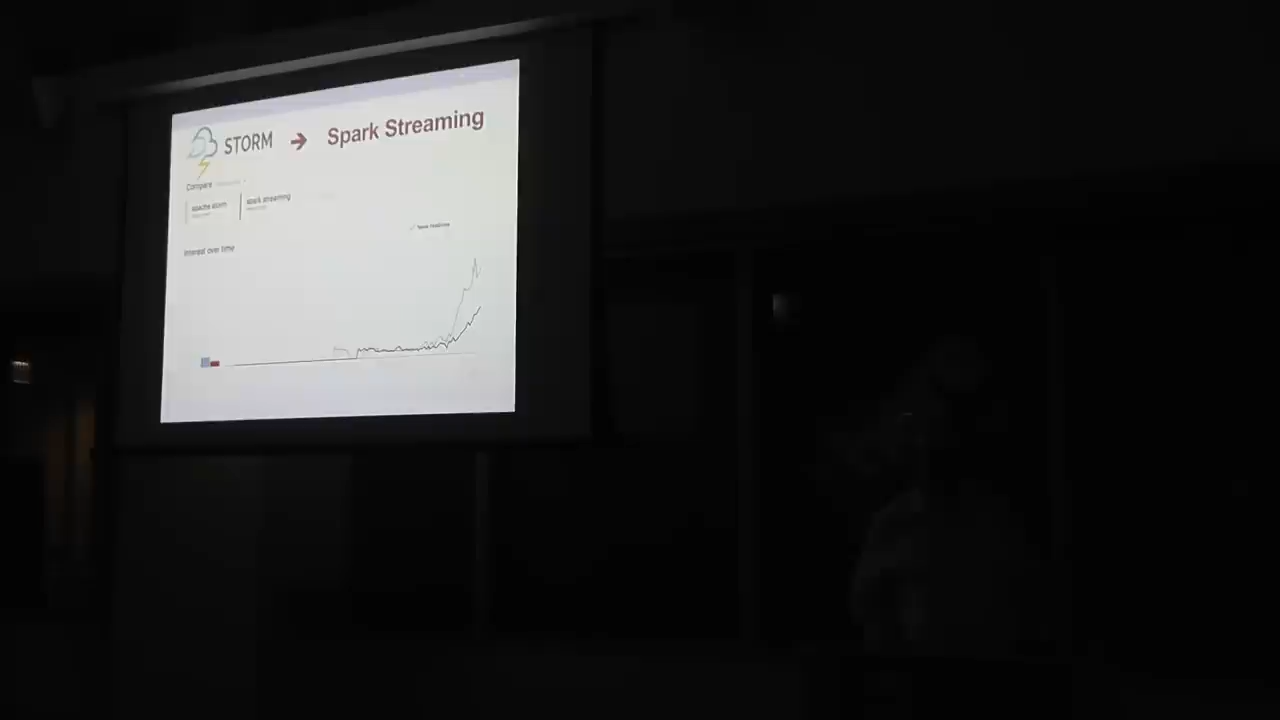 STORM → Spark Streaming
Compare
apache storm
spark streaming
Interest over time